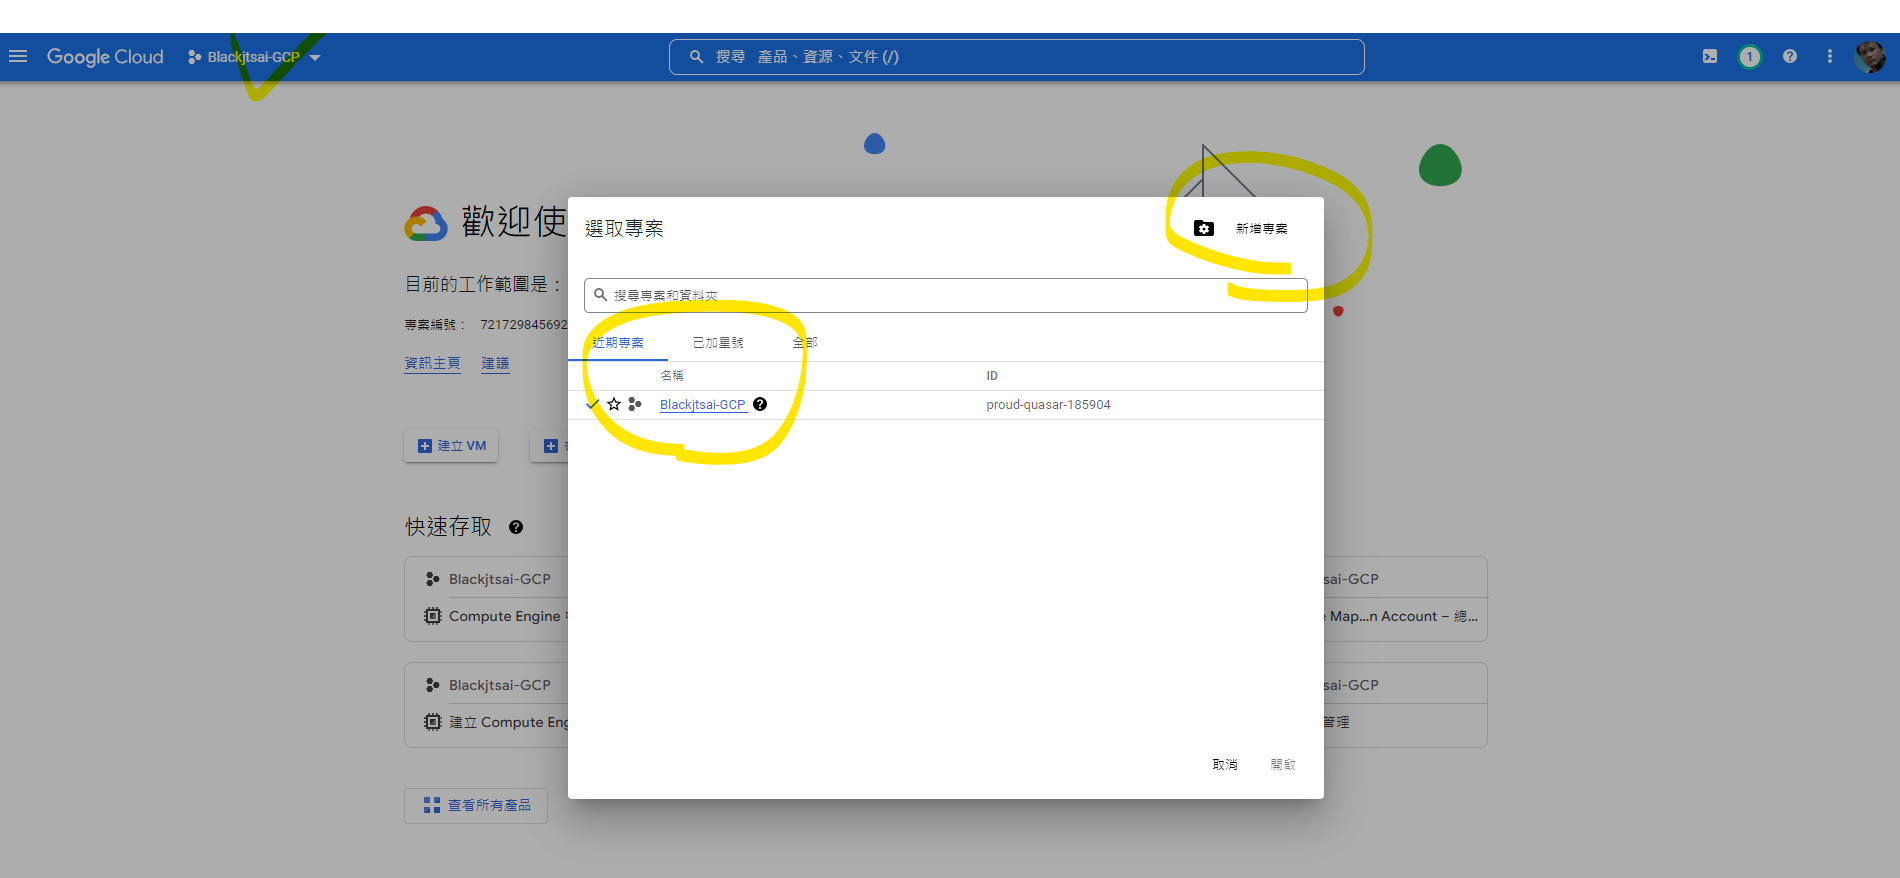 Google Cloud
Blackjtsai-GCP
搜尋 產品、資源、文件 (/)
1
歡迎使
目前的工作範圍是：
專案編號： 721729845692
資訊主頁 建議
建立 VM
快速存取
Blackjtsai-GCP
Compute Engine
Blackjtsai-GCP
建立 Compute Eng
查看所有產品
選取專案
新增專案
搜尋專案和資料夾
近期專案 已加星號 全部
名稱 ID
Blackjtsai-GCP proud-quasar-185904
取消 開啟
sai-GCP
Map...n Account – 總...
sai-GCP
管理